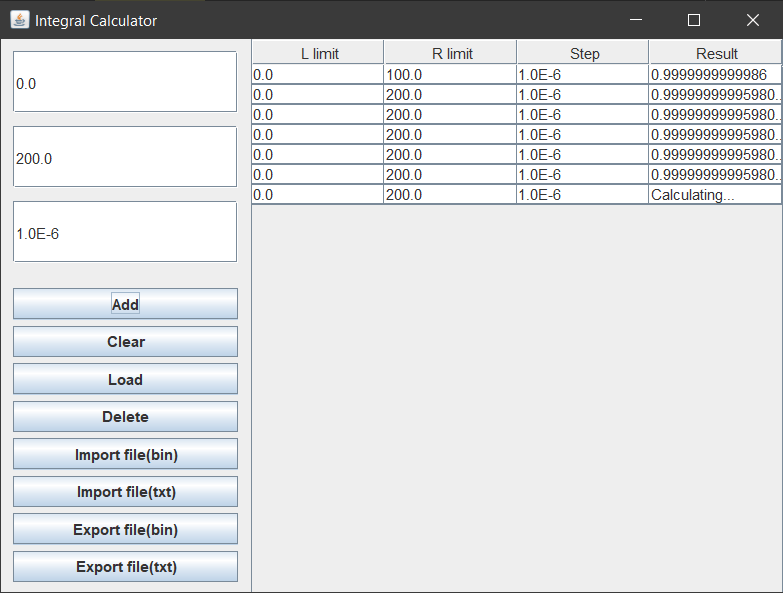 Integral Calculator
0.0
200.0
1.0E-6
Add
Clear
Load
Delete
Import file(bin)
Import file(txt)
Export file(bin)
Export file(txt)
L limit R limit Step Result
0.0 100.0 1.0E-6 0.9999999999986
0.0 200.0 1.0E-6 0.99999999995980...
0.0 200.0 1.0E-6 0.99999999995980...
0.0 200.0 1.0E-6 0.99999999995980...
0.0 200.0 1.0E-6 0.99999999995980...
0.0 200.0 1.0E-6 0.99999999995980...
0.0 200.0 1.0E-6 Calculating...